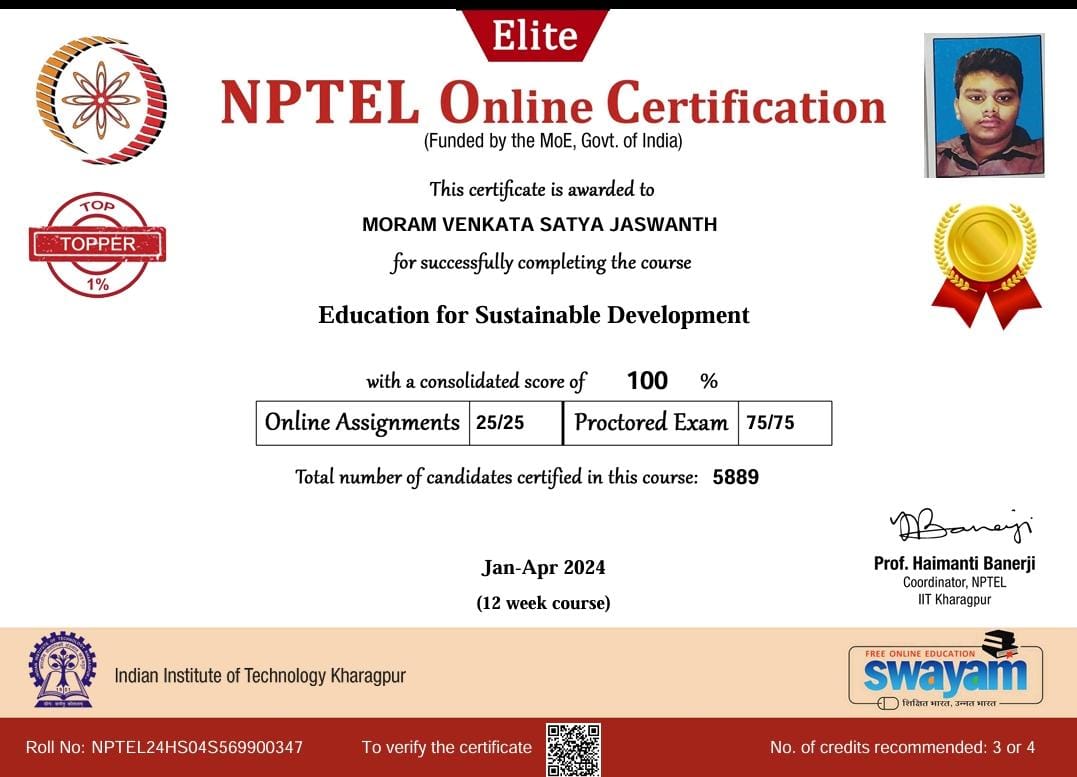 Elite
NPTEL Online Certification
(Funded by the MoE, Govt. of India)
TOP
TOPPER
1%
This certificate is awarded to
MORAM VENKATA SATYA JASWANTH
for successfully completing the course
Education for Sustainable Development
with a consolidated score of 100 %
Online Assignments 25/25 Proctored Exam 75/75
Total number of candidates certified in this course: 5889
Jan-Apr 2024
(12 week course)
Prof. Haimanti Banerji
Coordinator, NPTEL
IIT Kharagpur
Indian Institute of Technology Kharagpur
FREE ONLINE EDUCATION
swayam
शिक्षित भारत, उन्नत भारत
Roll No: NPTEL24HS04S569900347 To verify the certificate No. of credits recommended: 3 or 4